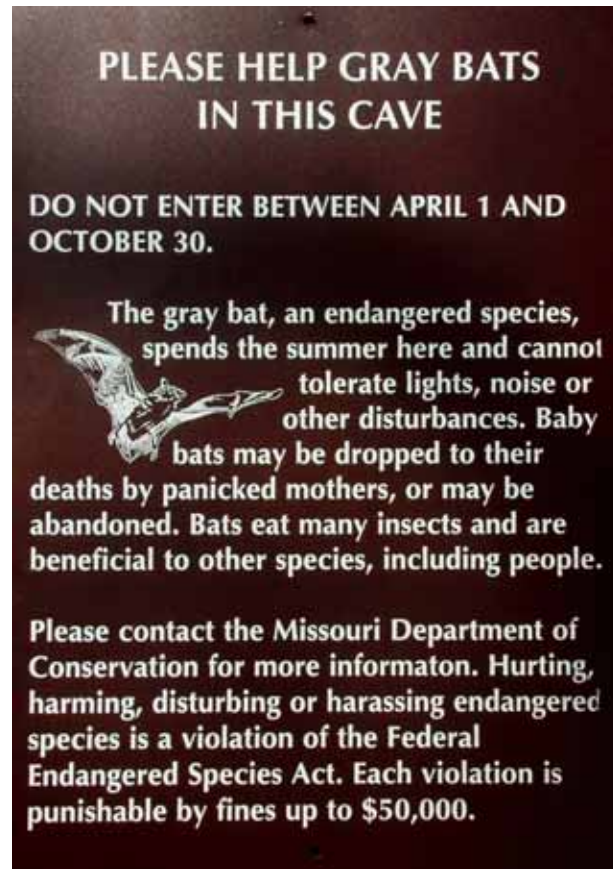 PLEASE HELP GRAY BATS
IN THIS CAVE
DO NOT ENTER BETWEEN APRIL 1 AND
OCTOBER 30.
The gray bat, an endangered species,
spends the summer here and cannot
tolerate lights, noise or
other disturbances. Baby
bats may be dropped to their
deaths by panicked mothers, or may be
abandoned. Bats eat many insects and are
beneficial to other species, including people.
Please contact the Missouri Department of
Conservation for more informaton. Hurting,
harming, disturbing or harassing endangered
species is a violation of the Federal
Endangered Species Act. Each violation is
punishable by fines up to $50,000.